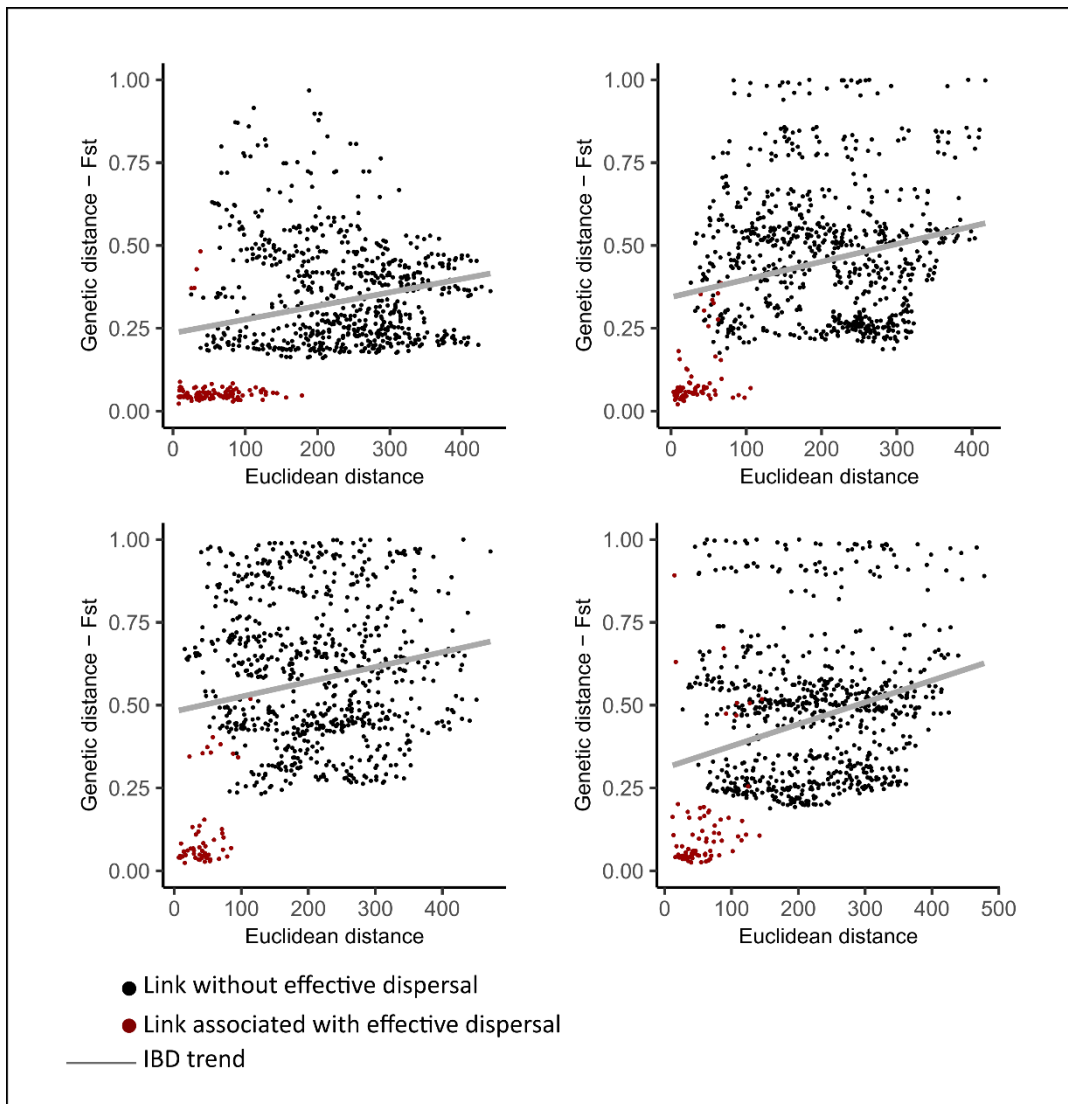 1.00
0.75
0.50
0.25
0.00
Genetic distance – Fst
0 100 200 300 400
Euclidean distance
1.00
0.75
0.50
0.25
0.00
Genetic distance – Fst
0 100 200 300 400
Euclidean distance
1.00
0.75
0.50
0.25
0.00
Genetic distance – Fst
0 100 200 300 400
Euclidean distance
1.00
0.75
0.50
0.25
0.00
Genetic distance – Fst
0 100 200 300 400 500
Euclidean distance
Link without effective dispersal
Link associated with effective dispersal
IBD trend